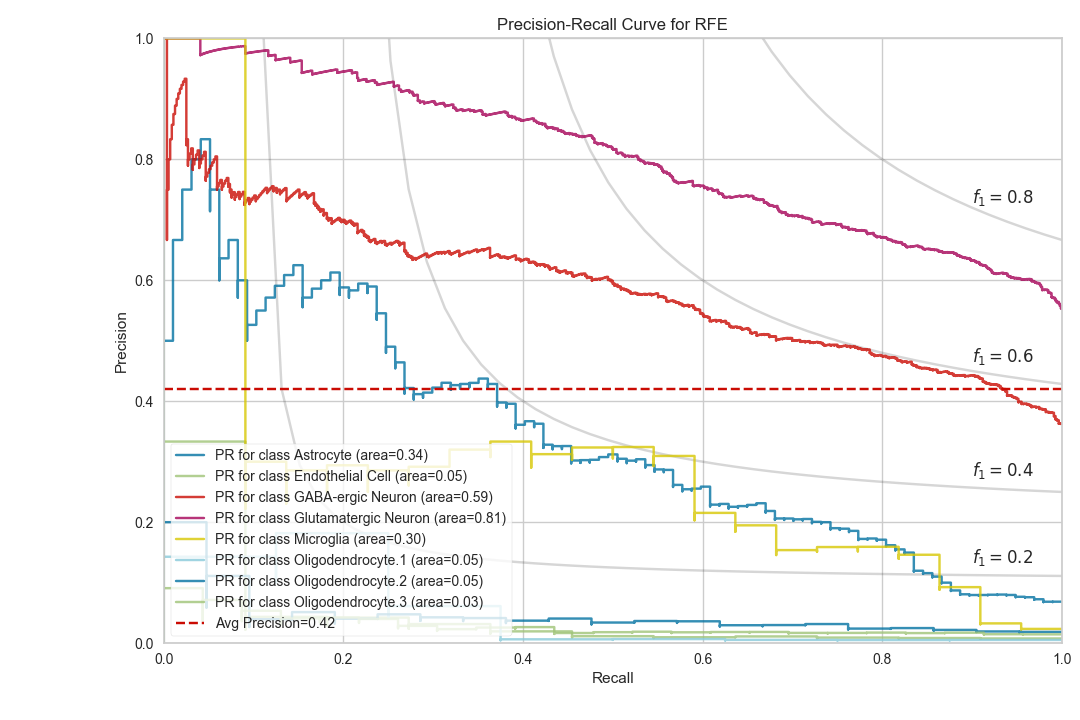 Precision-Recall Curve for RFE
1.0
0.8
0.6
0.4
0.2
0.0
Precision
f1 = 0.8
f1 = 0.6
f1 = 0.4
f1 = 0.2
PR for class Astrocyte (area=0.34)
PR for class Endothelial Cell (area=0.05)
PR for class GABA-ergic Neuron (area=0.59)
PR for class Glutamatergic Neuron (area=0.81)
PR for class Microglia (area=0.30)
PR for class Oligodendrocyte.1 (area=0.05)
PR for class Oligodendrocyte.2 (area=0.05)
PR for class Oligodendrocyte.3 (area=0.03)
Avg Precision=0.42
0.0 0.2 0.4 0.6 0.8 1.0
Recall